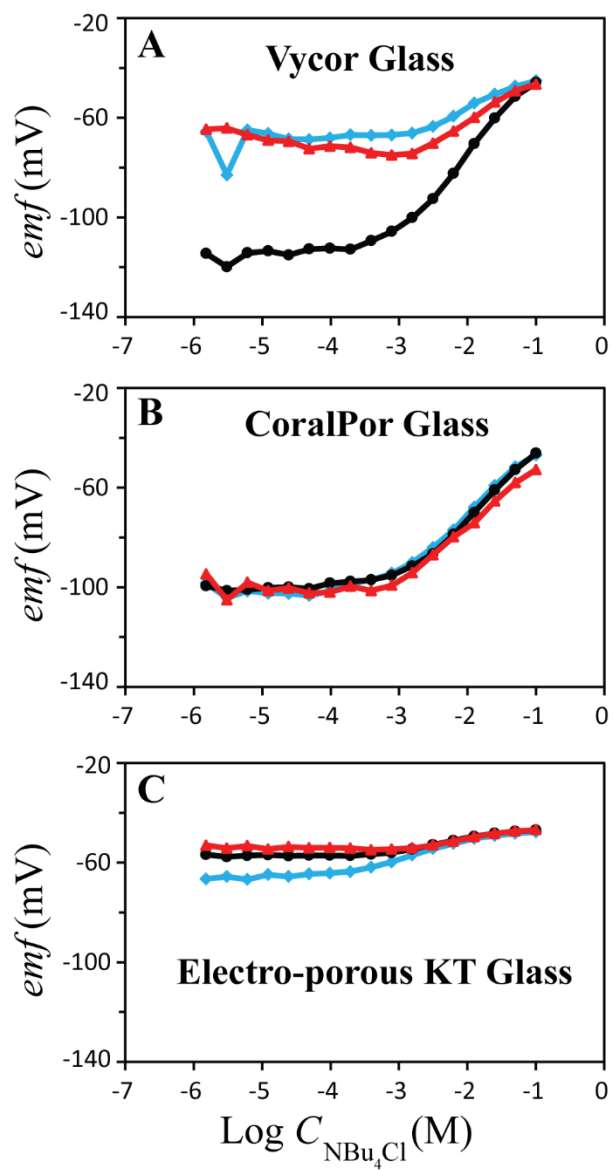 -20
A
Vycor Glass
-60
emf (mV)
-100
-140
-7 -6 -5 -4 -3 -2 -1 0
-20
B
CoralPor Glass
-60
emf (mV)
-100
-140
-7 -6 -5 -4 -3 -2 -1 0
-20
C
-60
emf (mV)
-100
Electro-porous KT Glass
-140
-7 -6 -5 -4 -3 -2 -1 0
Log C NBu4Cl (M)